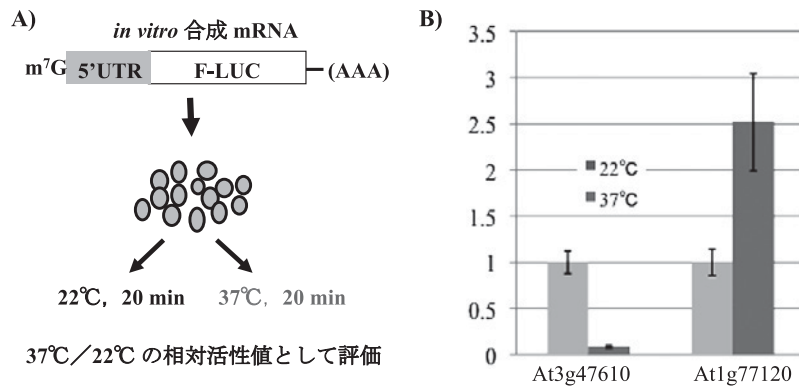 A)
in vitro 合成 mRNA
m⁷G 5'UTR F-LUC (AAA)
22℃, 20 min 37℃, 20 min
37℃／22℃ の相対活性値として評価
B)
3.5
3
2.5
2
1.5
1
0.5
0
22℃
37℃
At3g47610 At1g77120